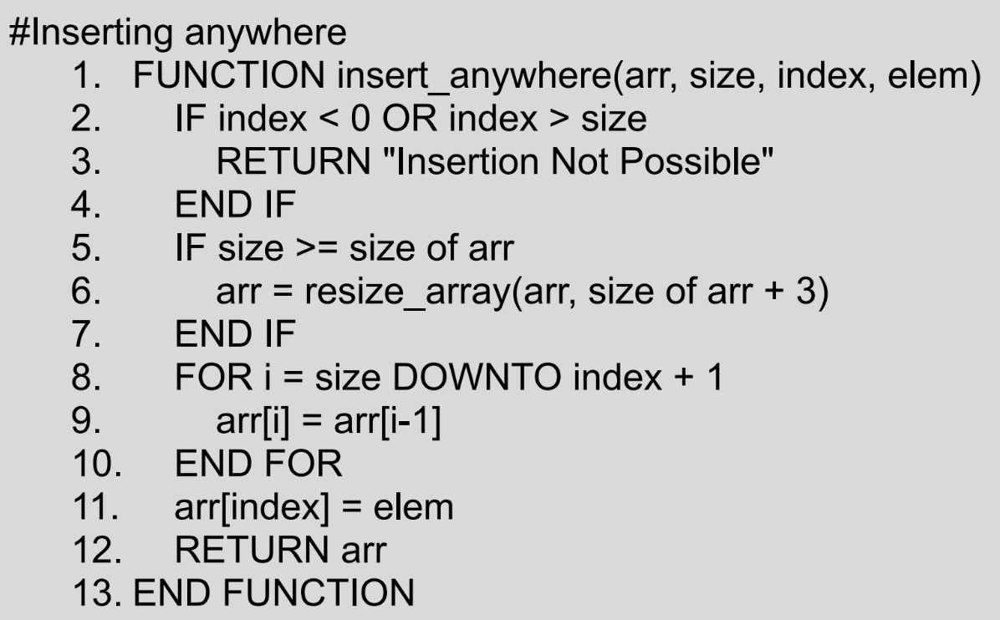 #Inserting anywhere
1. FUNCTION insert_anywhere(arr, size, index, elem)
2. IF index < 0 OR index > size
3. RETURN "Insertion Not Possible"
4. END IF
5. IF size >= size of arr
6. arr = resize_array(arr, size of arr + 3)
7. END IF
8. FOR i = size DOWNTO index + 1
9. arr[i] = arr[i-1]
10. END FOR
11. arr[index] = elem
12. RETURN arr
13. END FUNCTION